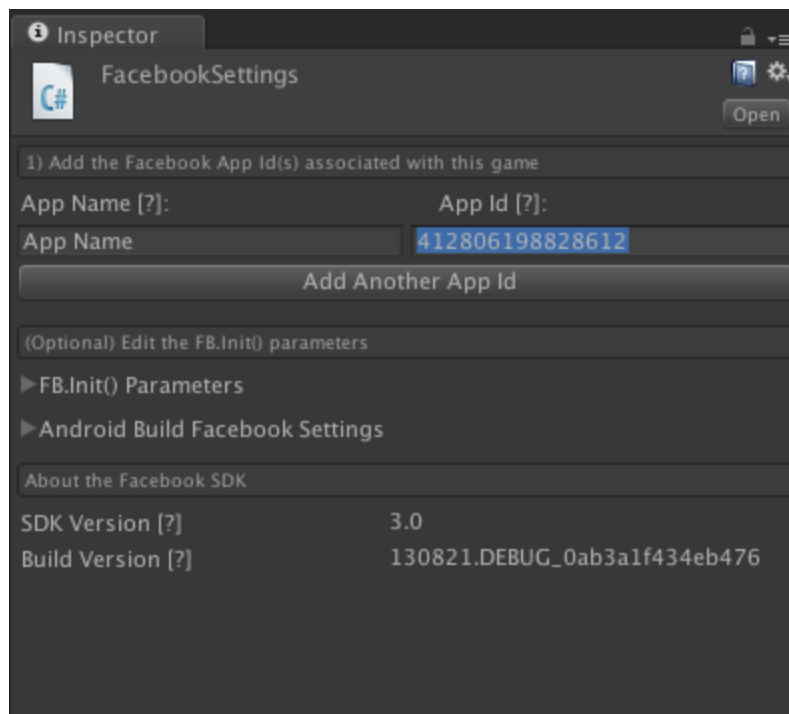 Inspector
FacebookSettings
C#
Open
1) Add the Facebook App Id(s) associated with this game
App Name [?]: App Id [?]:
App Name 412806198828612
Add Another App Id
(Optional) Edit the FB.Init() parameters
FB.Init() Parameters
Android Build Facebook Settings
About the Facebook SDK
SDK Version [?] 3.0
Build Version [?] 130821.DEBUG_0ab3a1f434eb476